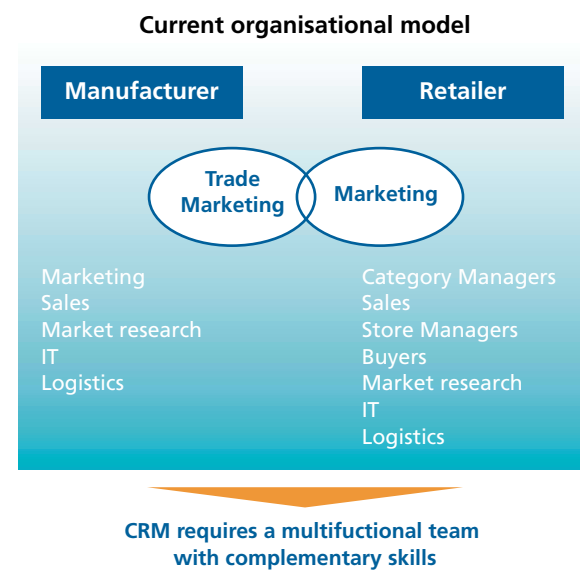 Current organisational model
Manufacturer
Retailer
Trade
Marketing
Marketing
Marketing
Sales
Market research
IT
Logistics
Category Managers
Sales
Store Managers
Buyers
Market research
IT
Logistics
CRM requires a multifuctional team
with complementary skills